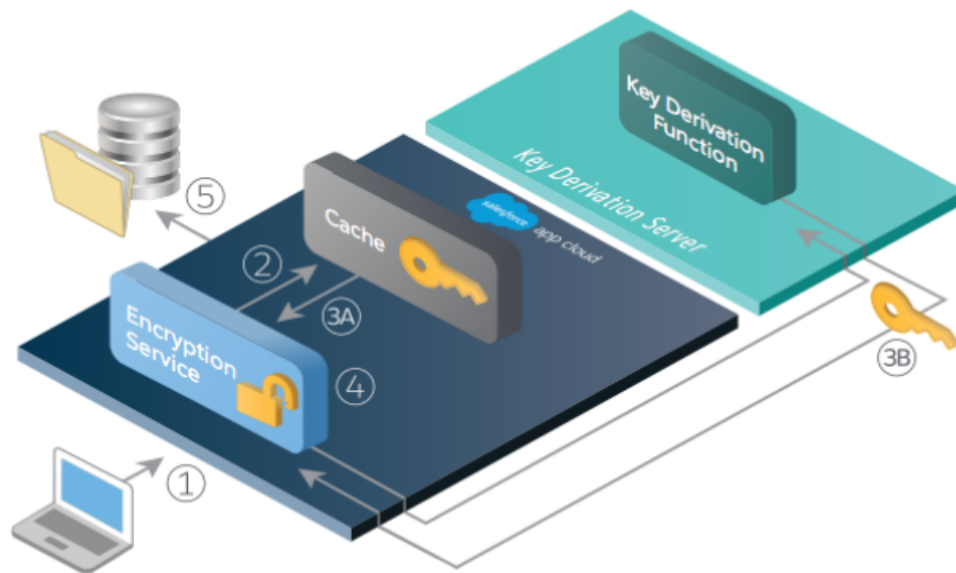 Key Derivation
Function
Key Derivation Server
salesforce
app cloud
Cache
5
2
3A
Encryption
Service
4
3B
1